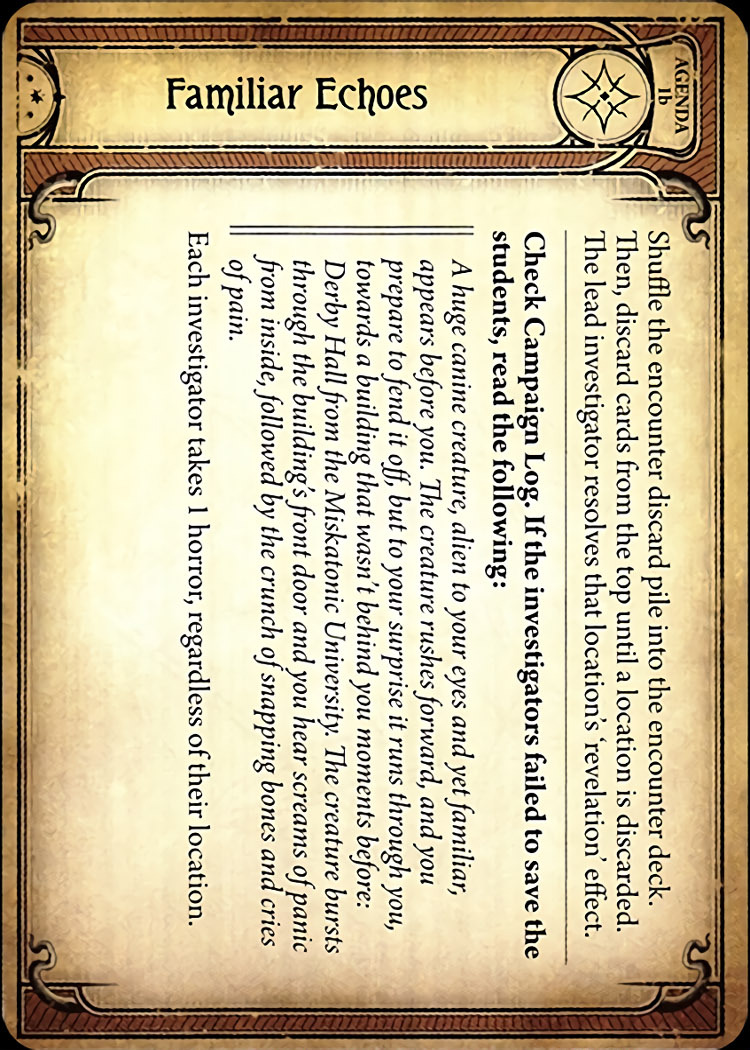 AGENDA
1b
Familiar Echoes
Shuffle the encounter discard pile into the encounter deck.
Then, discard cards from the top until a location is discarded.
The lead investigator resolves that location's ‘revelation’ effect.
Check Campaign Log. If the investigators failed to save the
students, read the following:
A huge canine creature, alien to your eyes and yet familiar,
appears before you. The creature rushes forward, and you
prepare to fend it off, but to your surprise it runs through you,
towards a building that wasn't behind you moments before:
Derby Hall from the Miskatonic University. The creature bursts
through the building's front door and you hear screams of panic
from inside, followed by the crunch of snapping bones and cries
of pain.
Each investigator takes 1 horror, regardless of their location.